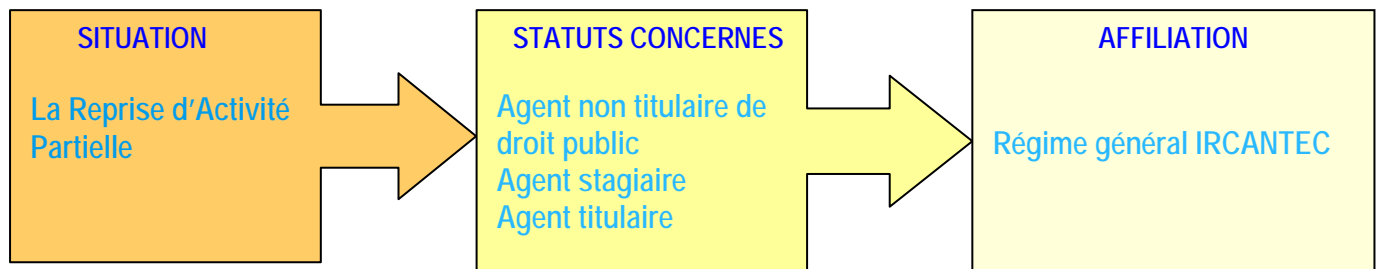 SITUATION
La Reprise d’Activité
Partielle
STATUTS CONCERNES
Agent non titulaire de
droit public
Agent stagiaire
Agent titulaire
AFFILIATION
Régime général IRCANTEC